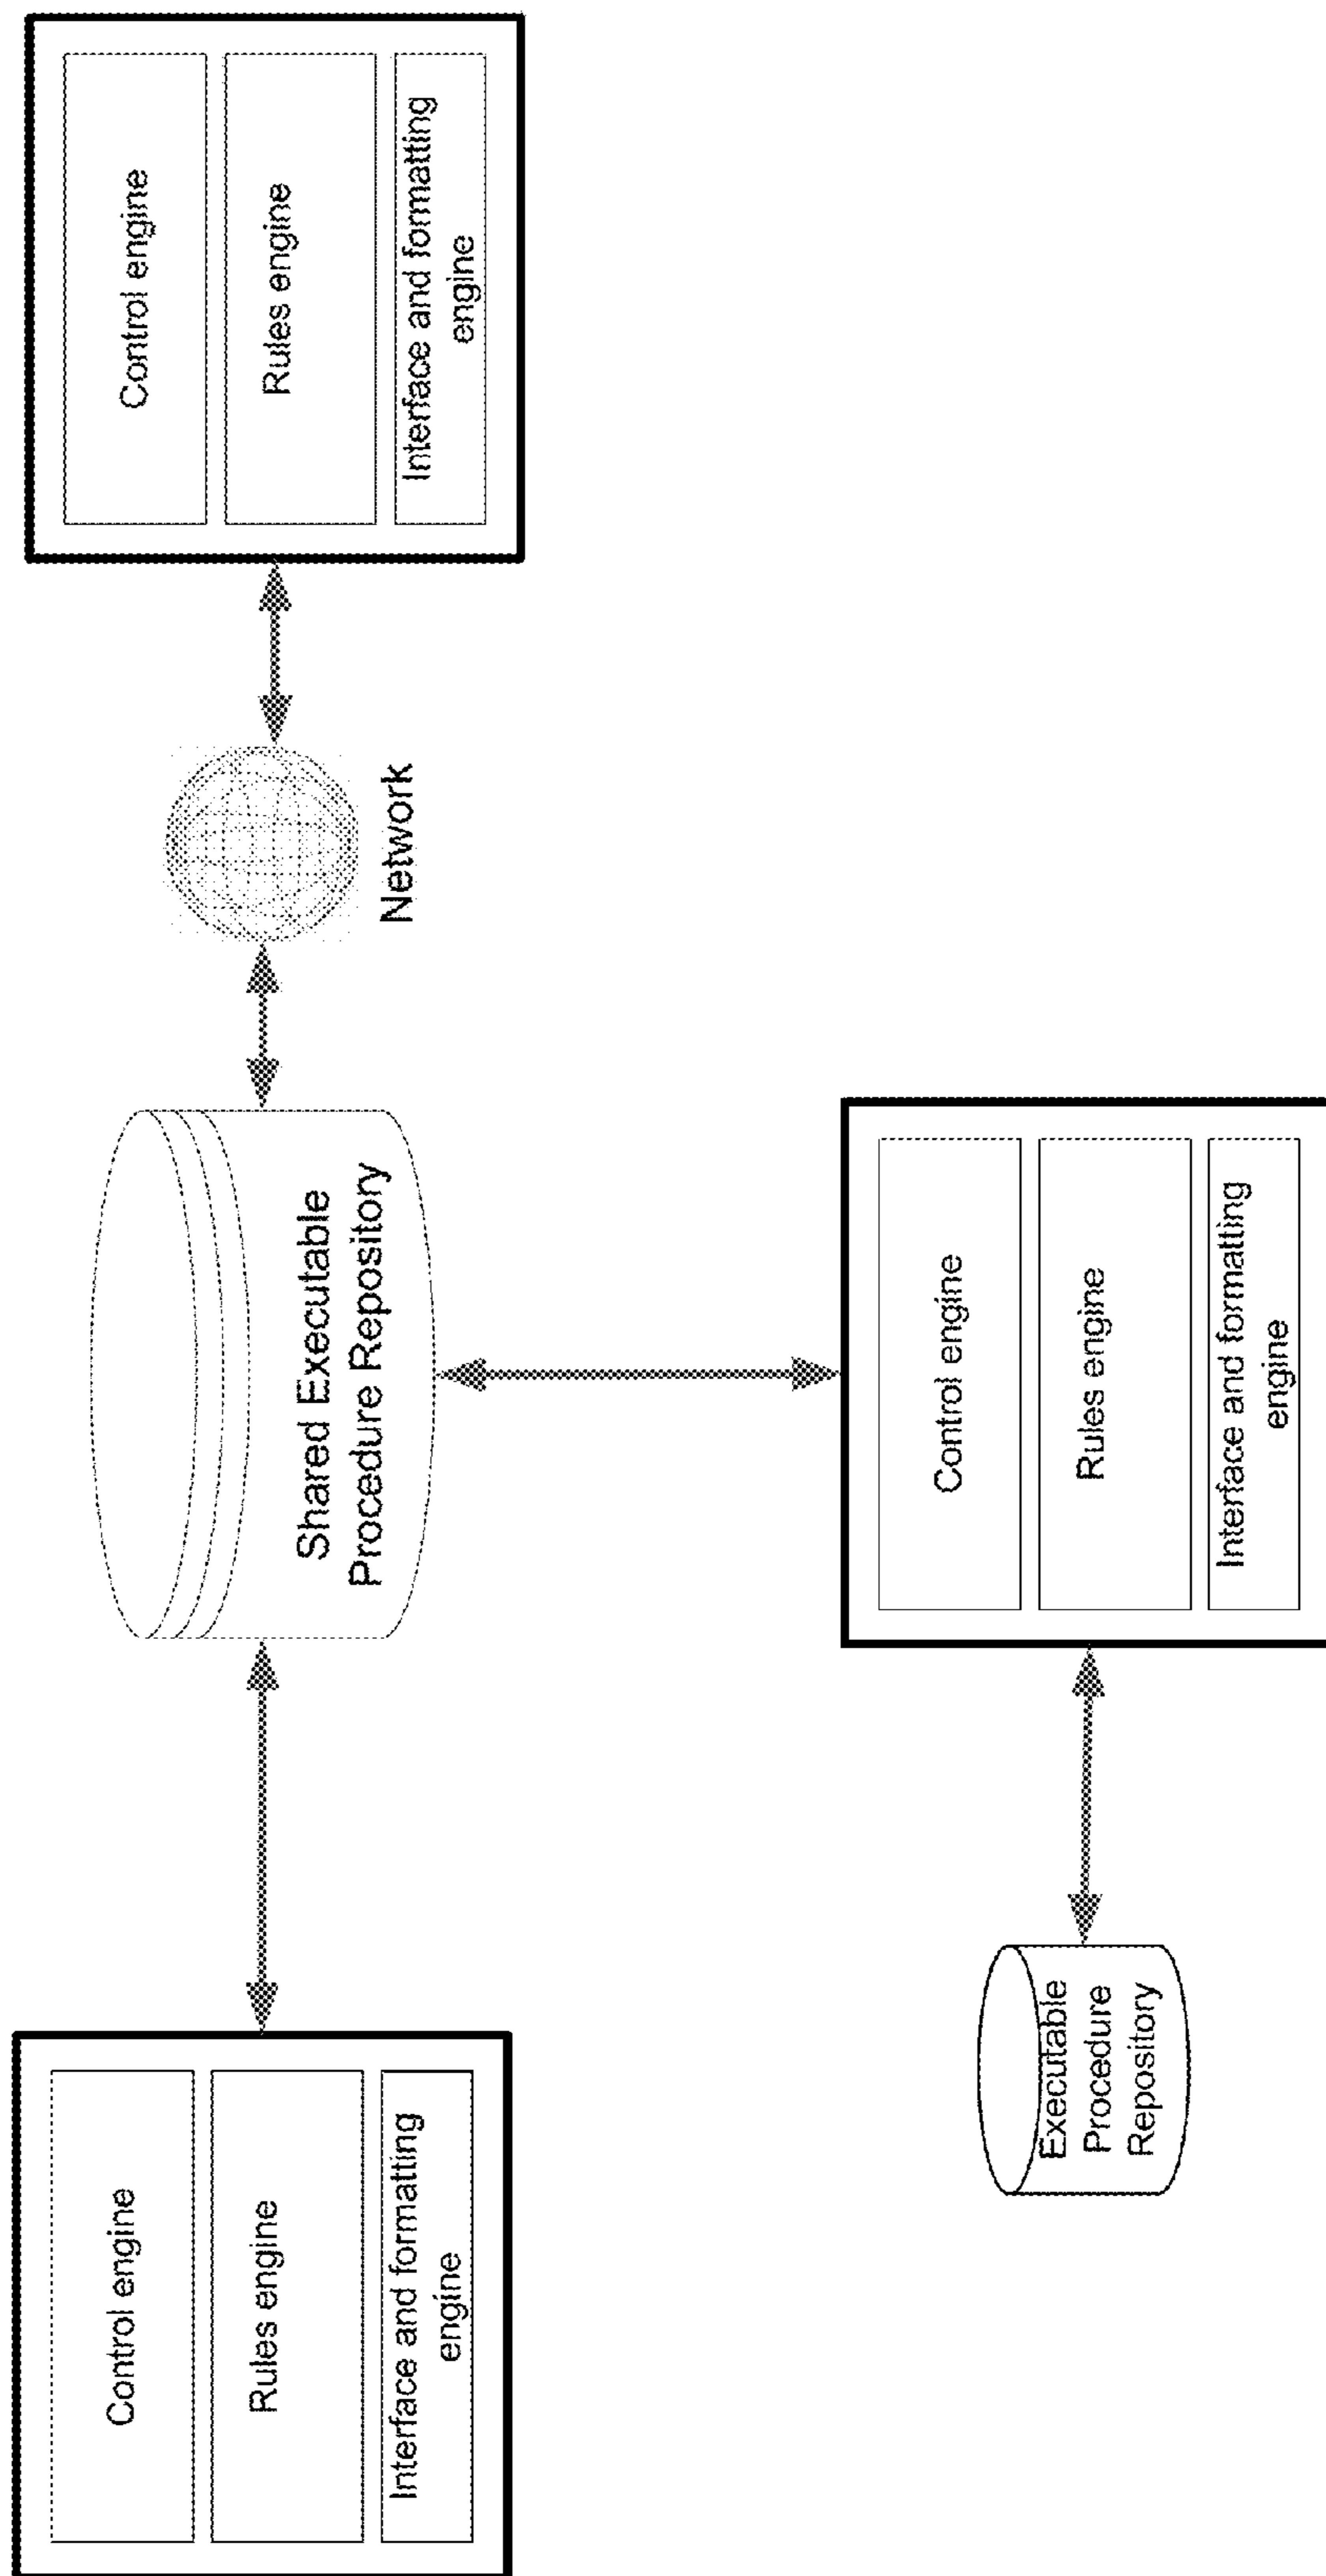 Control engine
Rules engine
Interface and formatting
engine
Shared Executable
Procedure Repository
Network
Control engine
Rules engine
Interface and formatting
engine
Executable
Procedure
Repository
Control engine
Rules engine
Interface and formatting
engine